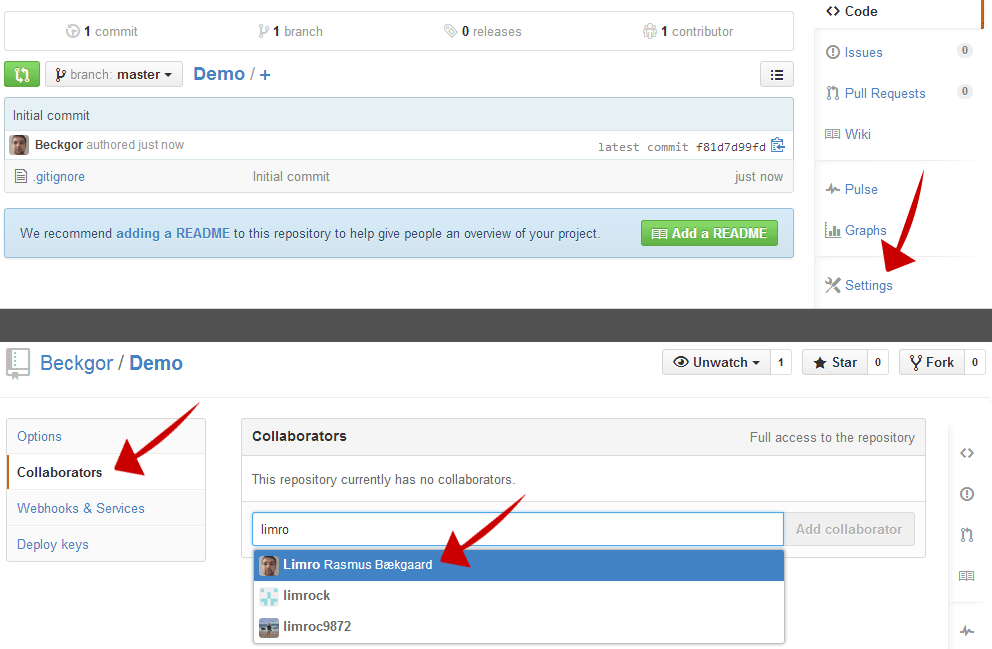 1 commit 1 branch 0 releases 1 contributor
<> Code
Issues 0
Pull Requests 0
Wiki
Pulse
Graphs
Settings
branch: master Demo / +
Initial commit
Beckgor authored just now latest commit f81d7d99fd
.gitignore Initial commit just now
We recommend adding a README to this repository to help give people an overview of your project. Add a README
Beckgor / Demo Unwatch 1 Star 0 Fork 0
Options
Collaborators
Webhooks & Services
Deploy keys
Collaborators Full access to the repository
This repository currently has no collaborators.
limro Add collaborator
Limro Rasmus Bækgaard
limrock
limroc9872